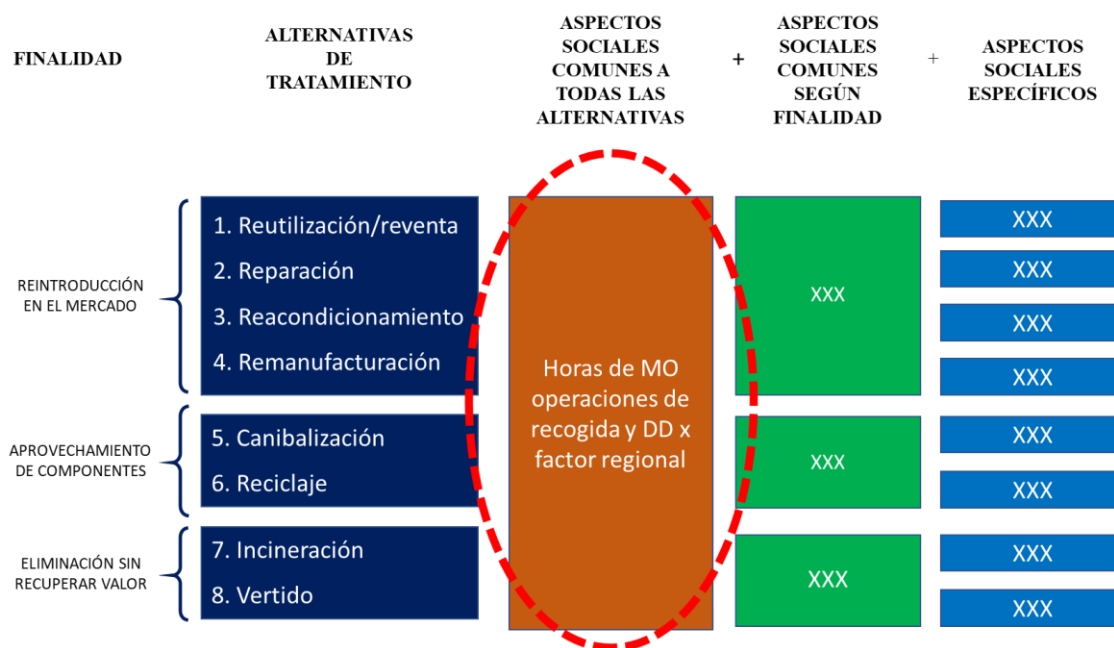 FINALIDAD
ALTERNATIVAS
DE
TRATAMIENTO
ASPECTOS
SOCIALES
COMUNES A
TODAS LAS
ALTERNATIVAS
+
ASPECTOS
SOCIALES
COMUNES
SEGÚN
FINALIDAD
+
ASPECTOS
SOCIALES
ESPECÍFICOS
REINTRODUCCIÓN
EN EL MERCADO
1. Reutilización/reventa
2. Reparación
3. Reacondicionamiento
4. Remanufacturación
APROVECHAMIENTO
DE COMPONENTES
5. Canibalización
6. Reciclaje
ELIMINACIÓN SIN
RECUPERAR VALOR
7. Incineración
8. Vertido
Horas de MO
operaciones de
recogida y DD x
factor regional
XXX
XXX
XXX
XXX
XXX
XXX
XXX
XXX
XXX
XXX
XXX